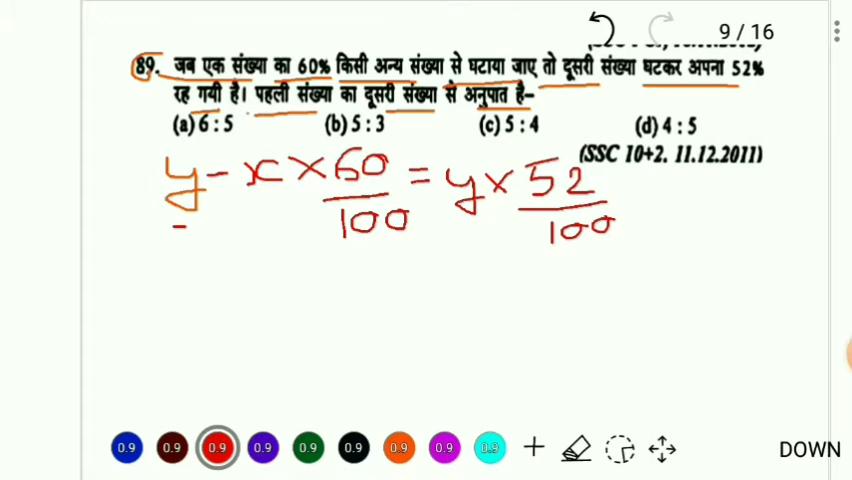 9 / 16
89. जब एक संख्या का 60% किसी अन्य संख्या से घटाया जाए तो दूसरी संख्या घटकर अपना 52%
रह गयी है। पहली संख्या का दूसरी संख्या से अनुपात है–
(a) 6 : 5 (b) 5 : 3 (c) 5 : 4 (d) 4 : 5
(SSC 10+2. 11.12.2011)
y - x × 60/100 = y × 52/100
-
0.9 0.9 0.9 0.9 0.9 0.9 0.9 0.9 0.9 DOWN